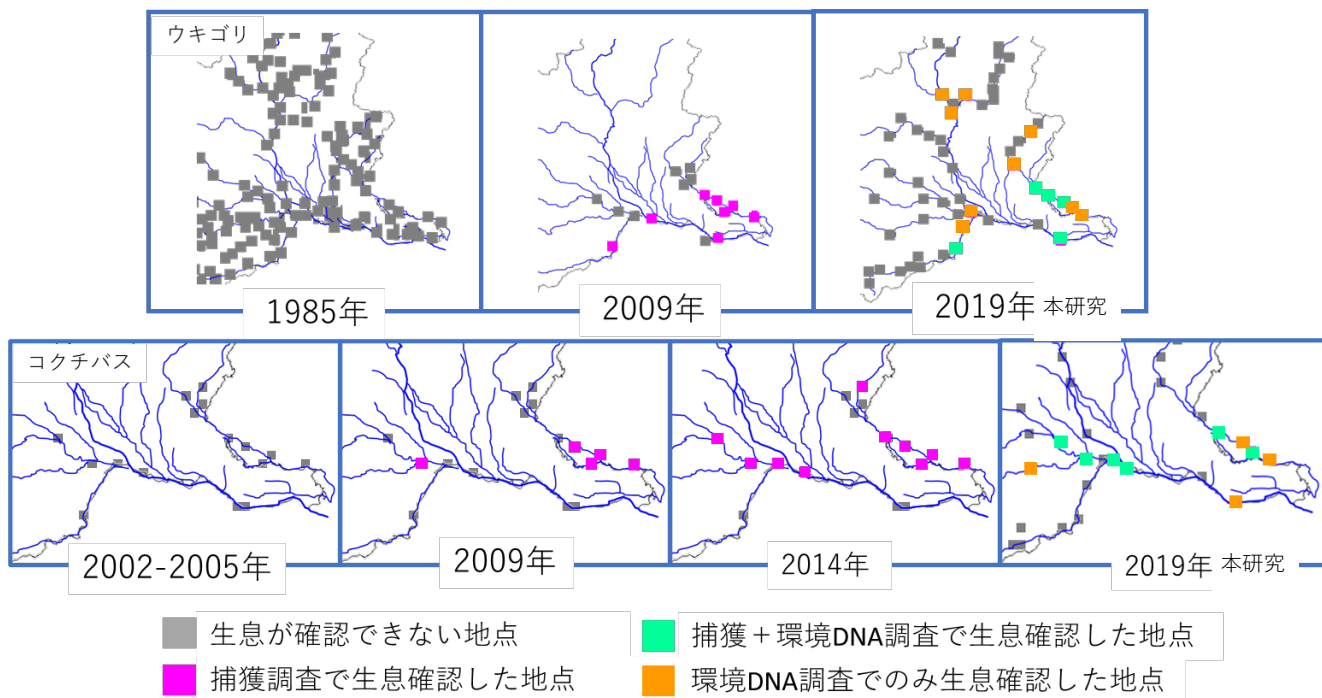 ウキゴリ
1985年
2009年
2019年 本研究
コクチバス
2002-2005年
2009年
2014年
2019年 本研究
生息が確認できない地点
捕獲＋環境DNA調査で生息確認した地点
捕獲調査で生息確認した地点
環境DNA調査でのみ生息確認した地点